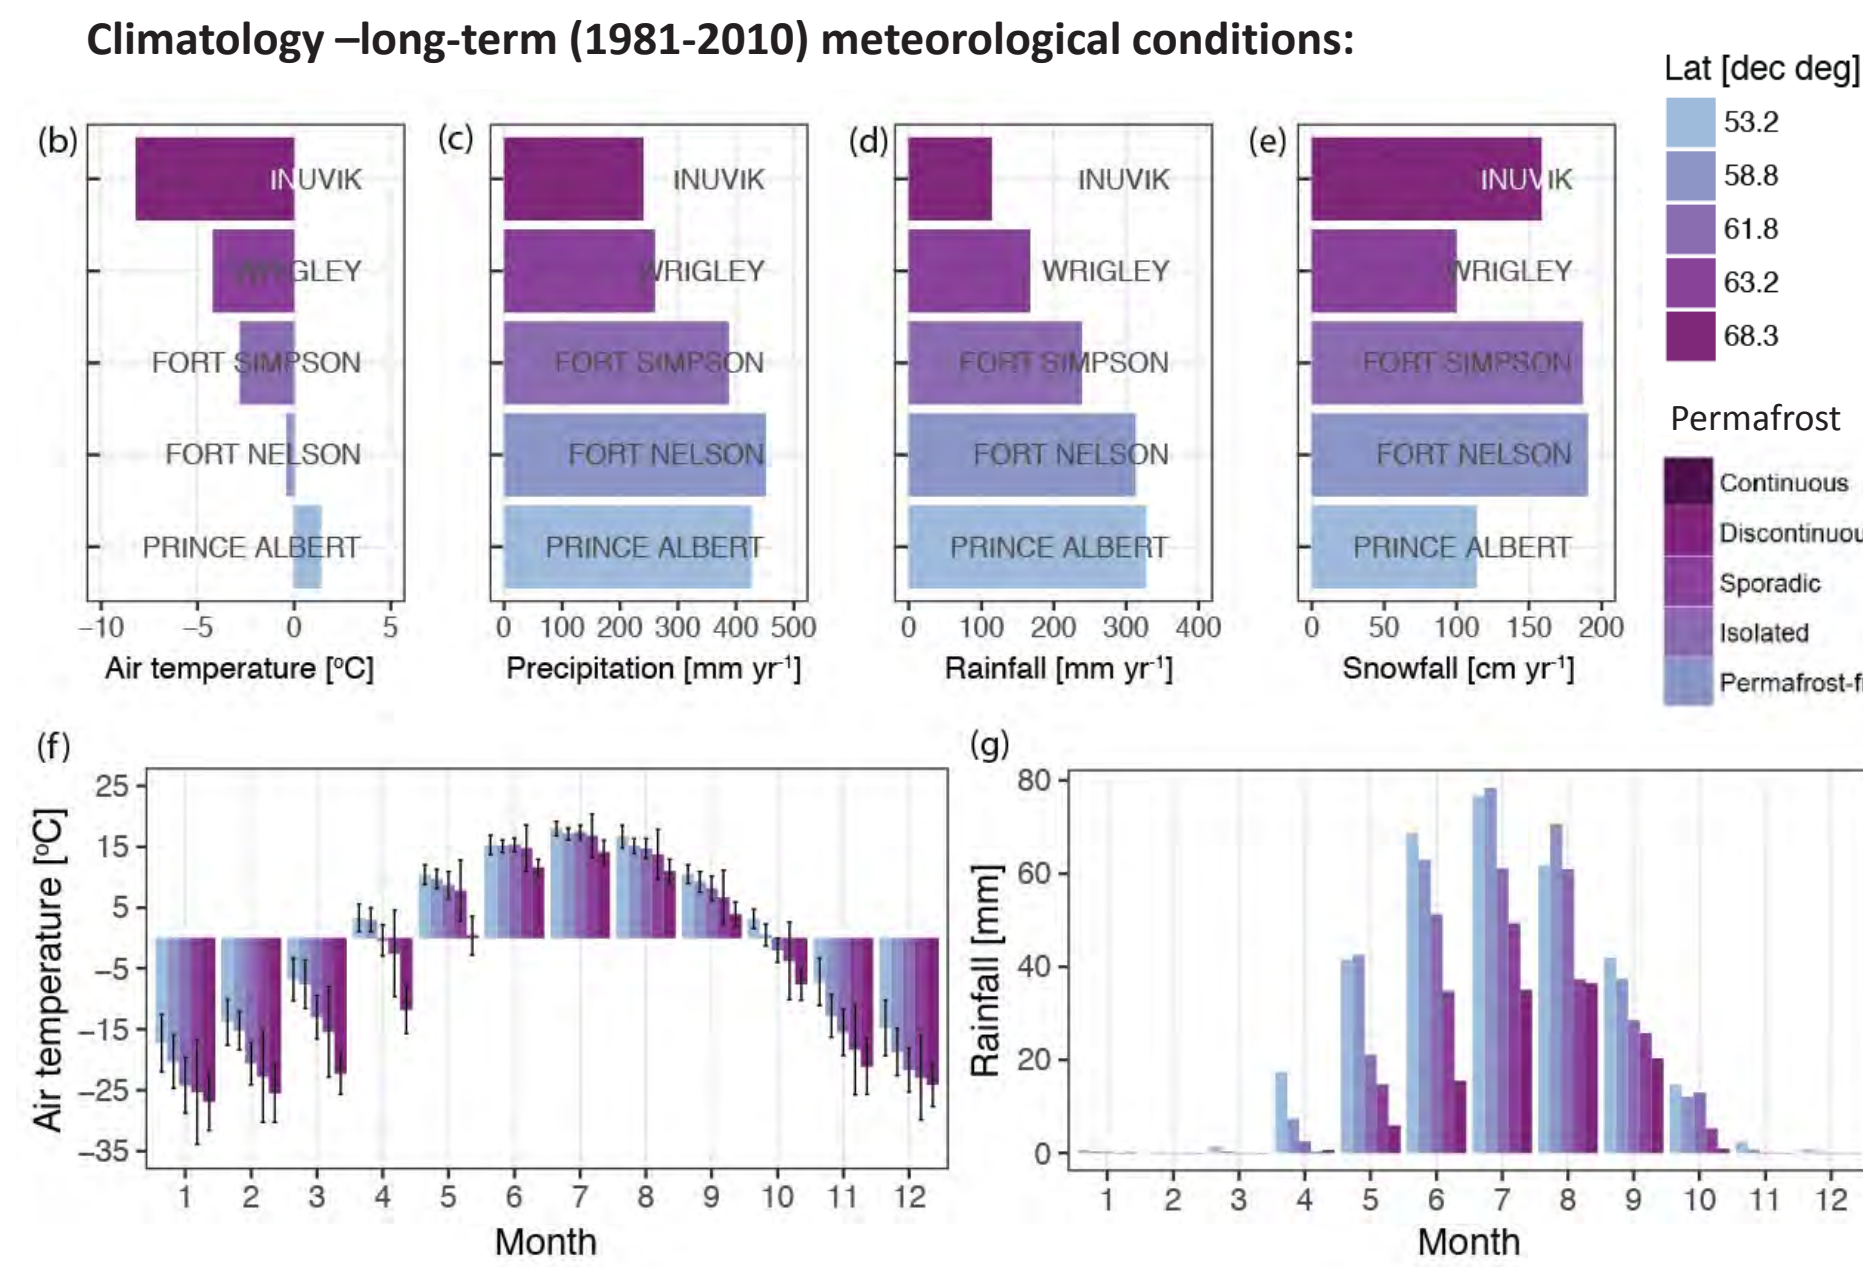 Climatology –long-term (1981-2010) meteorological conditions:
Lat [dec deg]
53.2
58.8
61.8
63.2
68.3
Permafrost
Continuous
Discontinuou
Sporadic
Isolated
Permafrost-f
(b)
INUVIK
WRIGLEY
FORT SIMPSON
FORT NELSON
PRINCE ALBERT
−10 −5 0 5
Air temperature [ºC]
(c)
INUVIK
WRIGLEY
FORT SIMPSON
FORT NELSON
PRINCE ALBERT
0 100 200 300 400 500
Precipitation [mm yr⁻¹]
(d)
INUVIK
WRIGLEY
FORT SIMPSON
FORT NELSON
PRINCE ALBERT
0 100 200 300 400
Rainfall [mm yr⁻¹]
(e)
INUVIK
WRIGLEY
FORT SIMPSON
FORT NELSON
PRINCE ALBERT
0 50 100 150 200
Snowfall [cm yr⁻¹]
(f)
Air temperature [ºC]
25
15
5
−5
−15
−25
−35
1 2 3 4 5 6 7 8 9 10 11 12
Month
(g)
Rainfall [mm]
80
60
40
20
0
1 2 3 4 5 6 7 8 9 10 11 12
Month